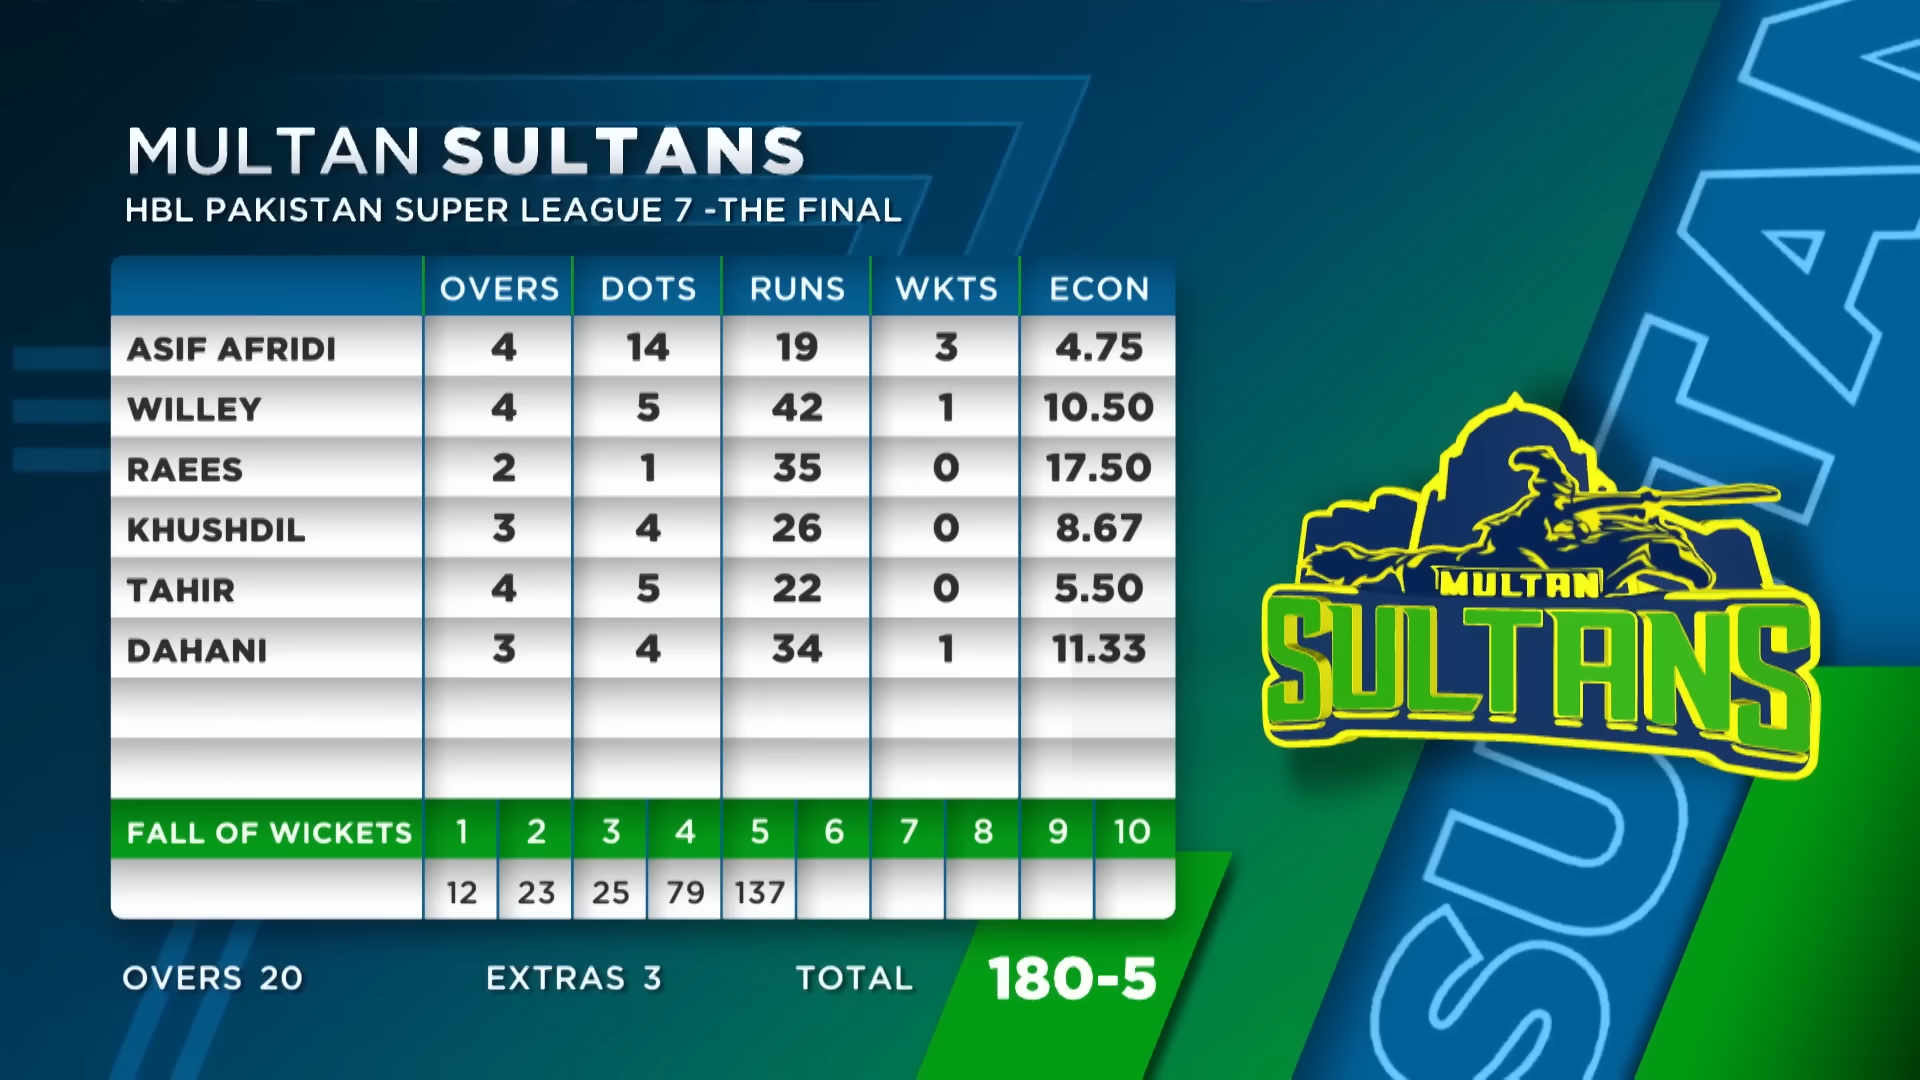 MULTAN SULTANS
HBL PAKISTAN SUPER LEAGUE 7 -THE FINAL
OVERS DOTS RUNS WKTS ECON
ASIF AFRIDI 4 14 19 3 4.75
WILLEY 4 5 42 1 10.50
RAEES 2 1 35 0 17.50
KHUSHDIL 3 4 26 0 8.67
TAHIR 4 5 22 0 5.50
DAHANI 3 4 34 1 11.33
FALL OF WICKETS 1 2 3 4 5 6 7 8 9 10
12 23 25 79 137
OVERS 20 EXTRAS 3 TOTAL 180-5
MULTAN
SULTANS
SULTAN